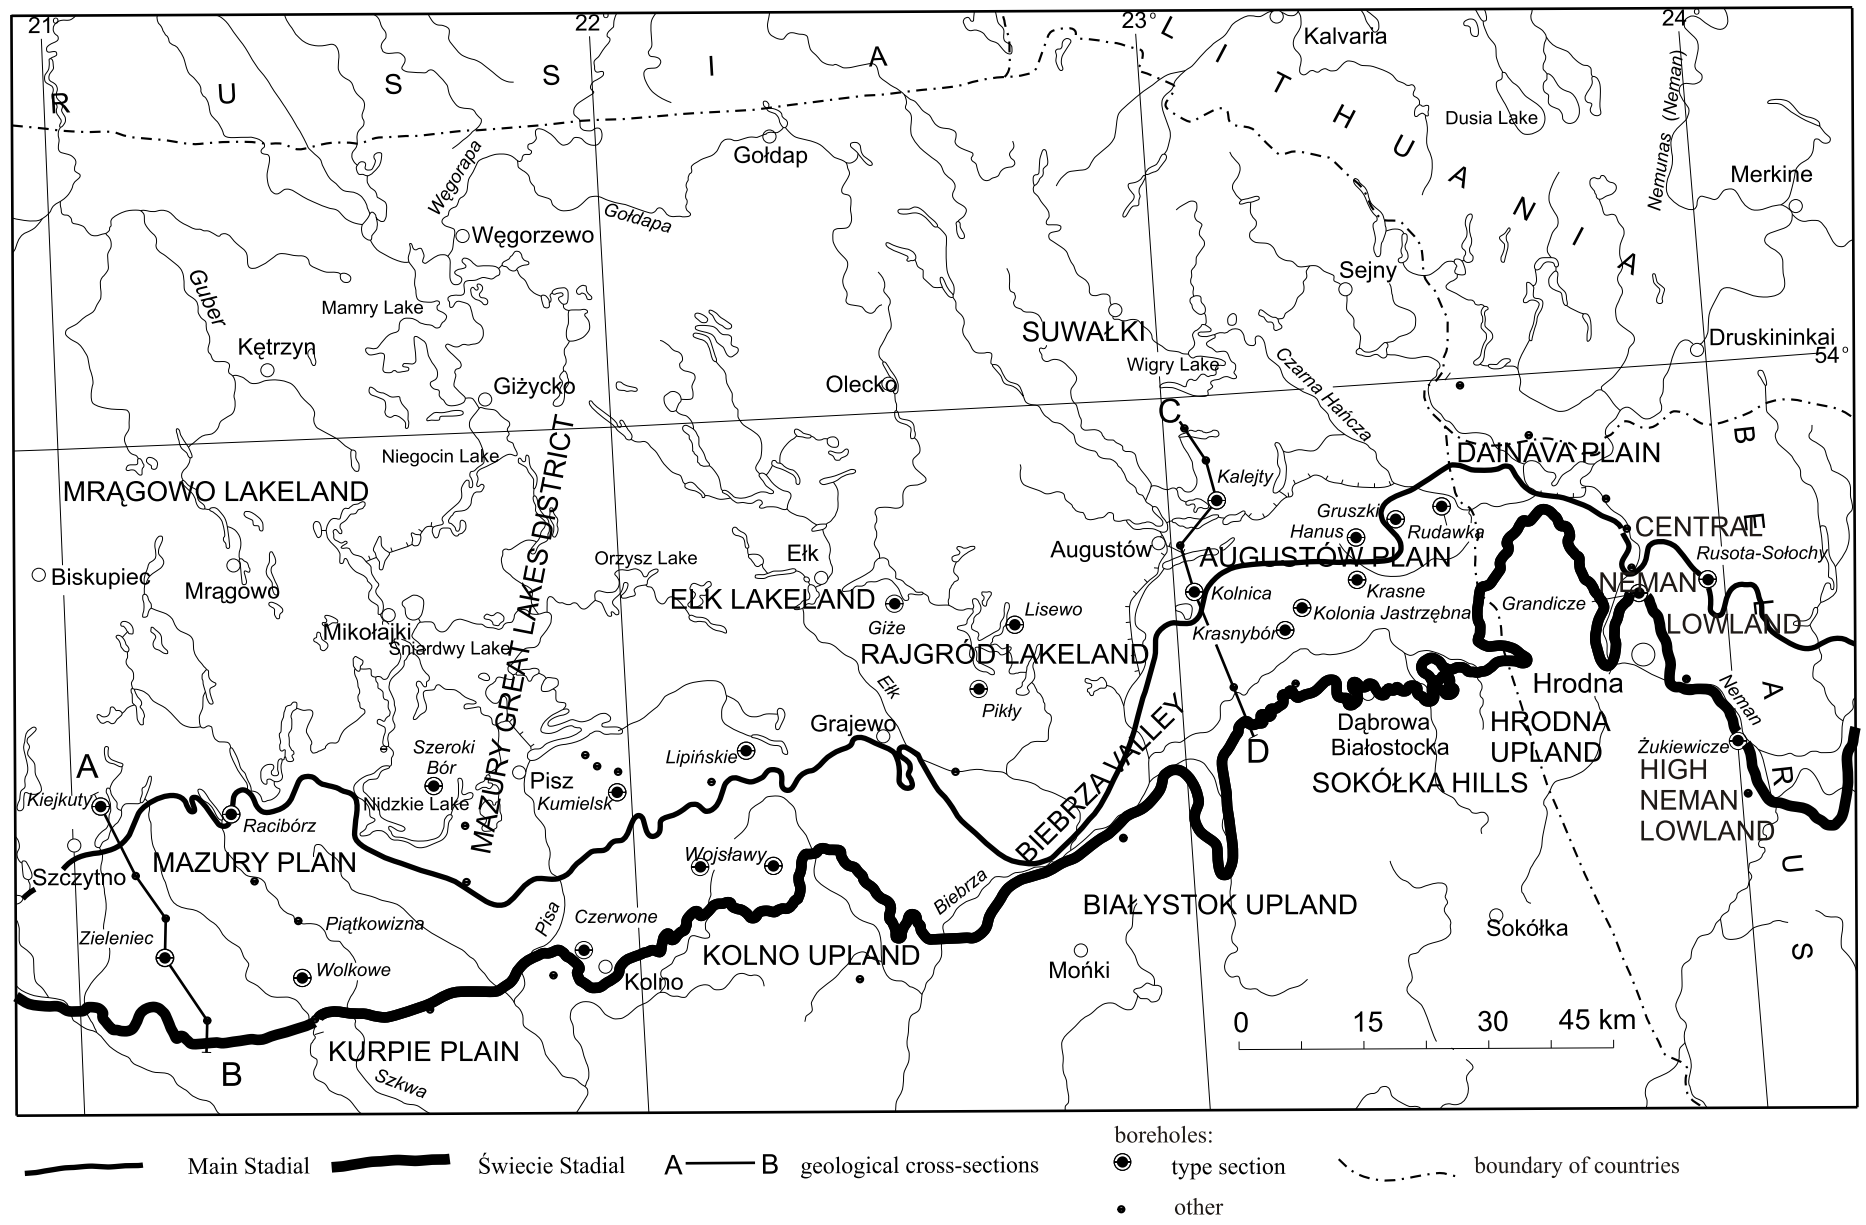 21°
22°
23°
24°
R U S S I A
L I T H U A N I A
Kalvaria
Dusia Lake
Nemunas (Neman)
Merkine
Gołdap
Węgorapa
Gołdapa
Węgorzewo
Guber
Mamry Lake
Sejny
SUWAŁKI
Druskininkai
54°
Kętrzyn
Wigry Lake
Czarna Hańcza
Giżycko
Olecko
C
B E L A R U S
Niegocin Lake
DAINAVA PLAIN
MRĄGOWO LAKELAND
Kalejty
Gruszki
Hanus
Rudawka
CENTRAL
NEMAN
LOWLAND
Rusota-Sołochy
Augustów
AUGUSTÓW PLAIN
Ełk
Orzysz Lake
Biskupiec
Mrągowo
EŁK LAKELAND
Kolnica
Krasne
Grandicze
Kolonia Jastrzębna
Lisewo
Giże
Krasnybór
Mikołajki
Śniardwy Lake
RAJGRÓD LAKELAND
MAZURY GREAT LAKES DISTRICT
Ełk
Pikły
Hrodna
Neman
Grajewo
Dąbrowa
Białostocka
HRODNA
UPLAND
Szeroki
Bór
Lipińskie
BIEBRZA VALLEY
D
Żukiewicze
A
Pisz
SOKÓŁKA HILLS
HIGH
NEMAN
LOWLAND
Kiejkuty
Nidzkie Lake
Kumielsk
Racibórz
Wojsławy
MAZURY PLAIN
Szczytno
Biebrza
BIAŁYSTOK UPLAND
Pisa
Czerwone
Piątkowizna
Sokółka
Zieleniec
KOLNO UPLAND
Wolkowe
Kolno
Mońki
0 15 30 45 km
KURPIE PLAIN
B
Szkwa
boreholes:
Main Stadial
Świecie Stadial
A B geological cross-sections
type section
boundary of countries
other